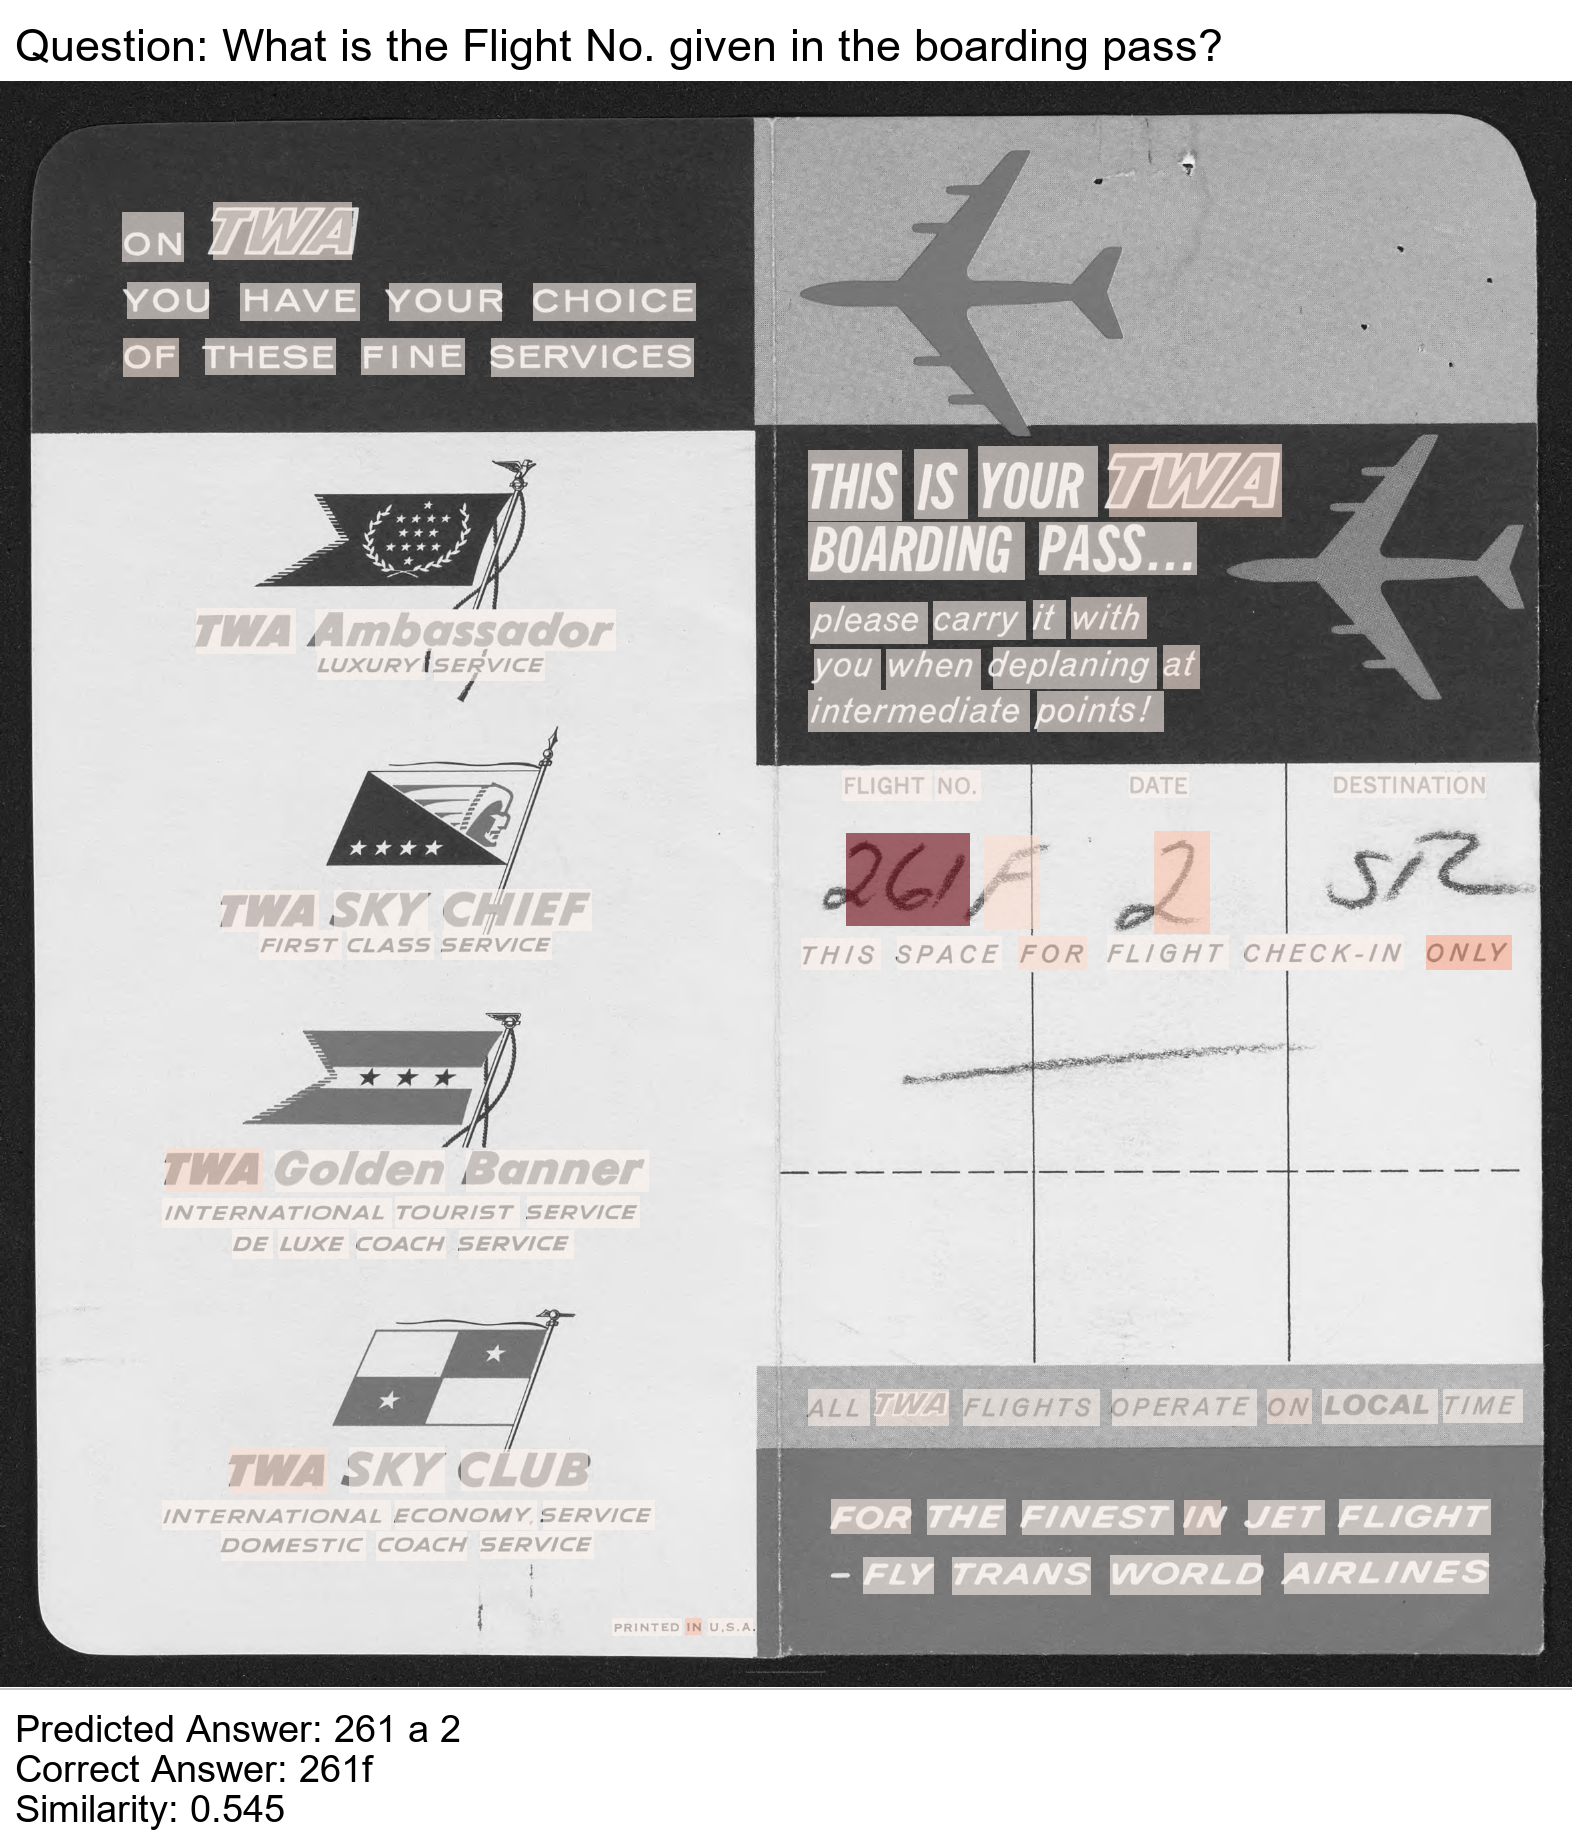 Question: What is the Flight No. given in the boarding pass?
ON TWA
YOU HAVE YOUR CHOICE
OF THESE FINE SERVICES
TWA Ambassador
LUXURY SERVICE
TWA SKY CHIEF
FIRST CLASS SERVICE
TWA Golden Banner
INTERNATIONAL TOURIST SERVICE
DE LUXE COACH SERVICE
TWA SKY CLUB
INTERNATIONAL ECONOMY SERVICE
DOMESTIC COACH SERVICE
PRINTED IN U.S.A.
THIS IS YOUR TWA
BOARDING PASS...
please carry it with
you when deplaning at
intermediate points!
FLIGHT NO. DATE DESTINATION
261F 2
THIS SPACE FOR FLIGHT CHECK-IN ONLY
ALL TWA FLIGHTS OPERATE ON LOCAL TIME
FOR THE FINEST IN JET FLIGHT
– FLY TRANS WORLD AIRLINES
Predicted Answer: 261 a 2
Correct Answer: 261f
Similarity: 0.545